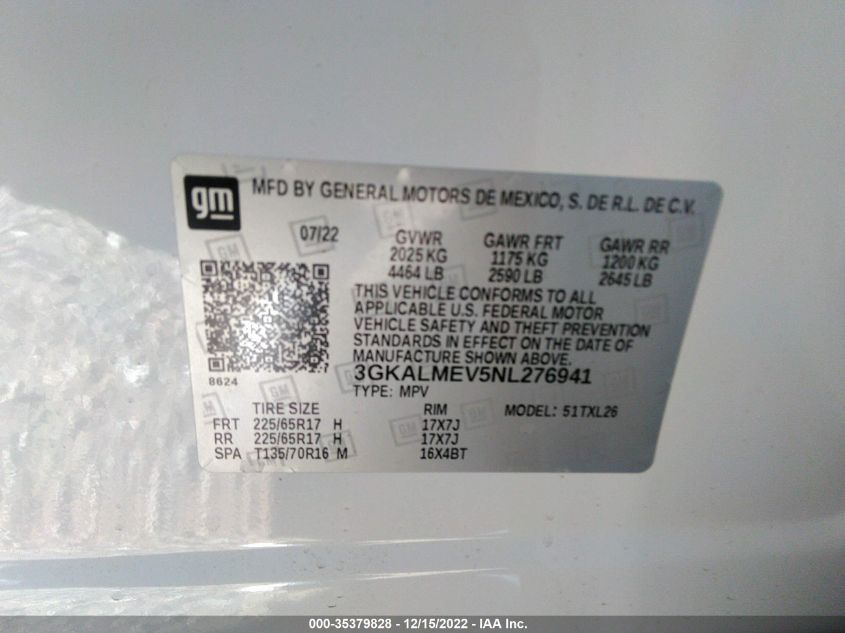 gm
MFD BY GENERAL MOTORS DE MEXICO, S. DE R.L. DE C.V.
07/22 GVWR GAWR FRT GAWR RR
2025 KG 1175 KG 1200 KG
4464 LB 2590 LB 2645 LB
THIS VEHICLE CONFORMS TO ALL
APPLICABLE U.S. FEDERAL MOTOR
VEHICLE SAFETY AND THEFT PREVENTION
STANDARDS IN EFFECT ON THE DATE OF
MANUFACTURE SHOWN ABOVE.
8624
3GKALMEV5NL276941
TYPE: MPV
TIRE SIZE RIM MODEL: 51TXL26
FRT 225/65R17 H 17X7J
RR 225/65R17 H 17X7J
SPA T135/70R16 M 16X4BT
000-35379828 - 12/15/2022 - IAA Inc.